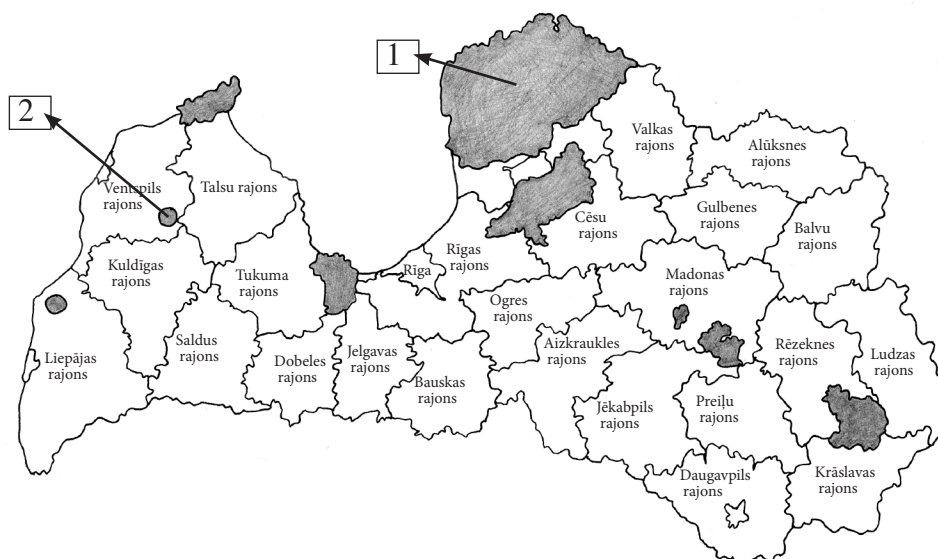 1
2
Valkas
rajons
Alūksnes
rajons
Ventspils
rajons
Talsu rajons
Cēsu
rajons
Gulbenes
rajons
Balvu
rajons
Kuldīgas
rajons
Tukuma
rajons
Rīga
Rīgas
rajons
Madonas
rajons
Ogres
rajons
Liepājas
rajons
Saldus
rajons
Dobeles
rajons
Jelgavas
rajons
Bauskas
rajons
Aizkraukles
rajons
Rēzeknes
rajons
Ludzas
rajons
Jēkabpils
rajons
Preiļu
rajons
Daugavpils
rajons
Krāslavas
rajons